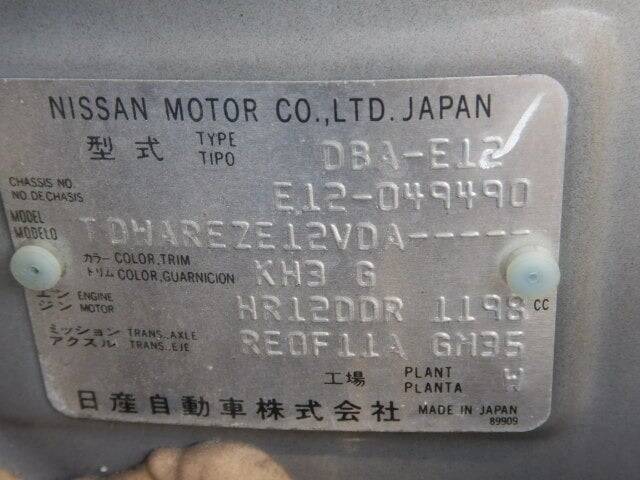 NISSAN MOTOR CO.,LTD. JAPAN
型式 TYPE TIPO DBA-E12
CHASSIS NO. NO. DE CHASIS E12-049490
MODEL MODELO TDHAREZE12VDA-----
カラー COLOR,TRIM トリム COLOR,GUARNICION KH3 G
エンジン ENGINE MOTOR HR12DDR 1198 CC
ミッション TRANS.,AXLE アクスル TRANS.,EJE RE0F11A GM35
工場 PLANT PLANTA W
日産自動車株式会社 MADE IN JAPAN
89909